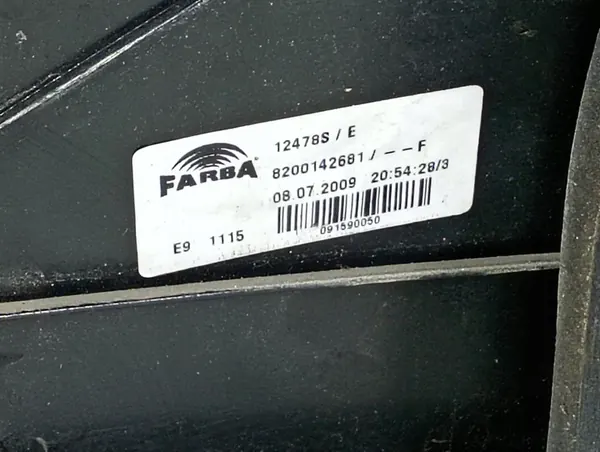 FARBA®
12478S / E
8200142681 / -- F
08.07.2009 20:54:28/3
091590050
E9 1115